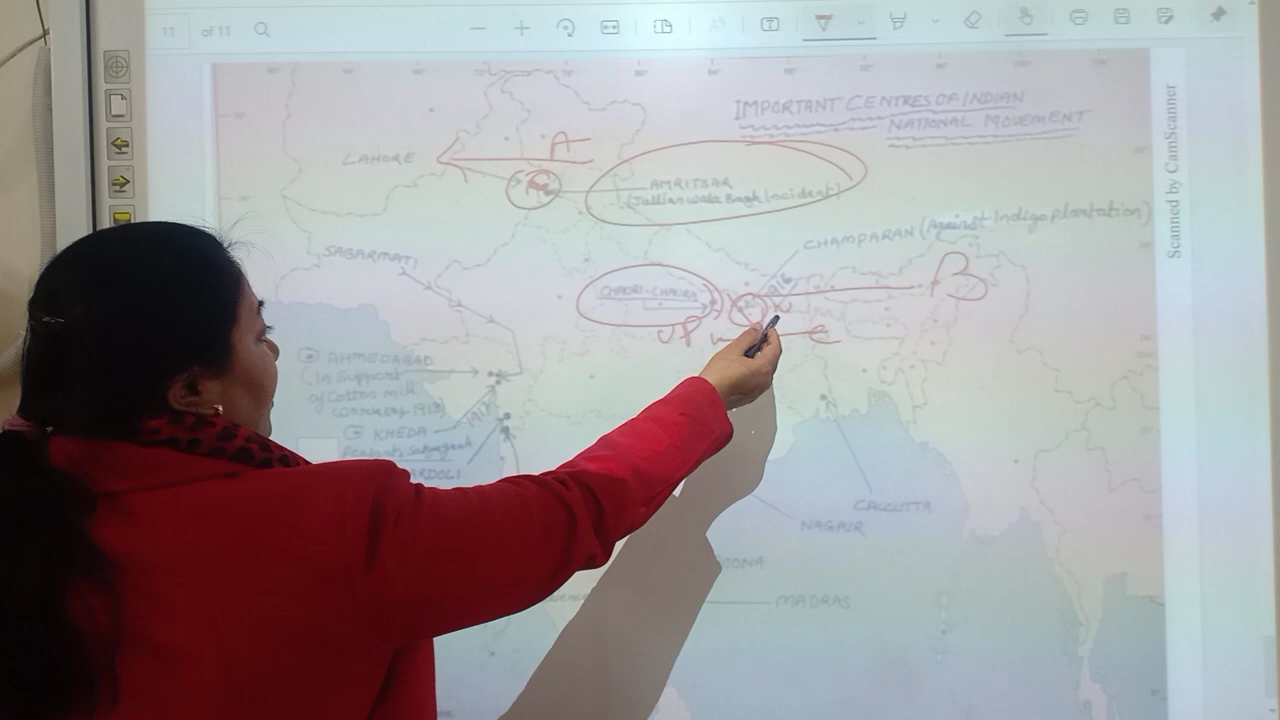 11 of 11
IMPORTANT CENTRES OF INDIAN
NATIONAL MOVEMENT
LAHORE
A
AMRITSAR
(Jallianwala Bagh Incident)
CHAMPARAN (Against Indigo plantation)
SABARMATI
1916
B
CHAURI-CHAURA
UP
C
AHMEDABAD
(In Support
of Cotton mill
workers 1918)
KHEDA
Peasants Satyagrah
1917
ARDOLI
CALCUTTA
NAGPUR
OONA
MADRAS
Scanned by CamScanner